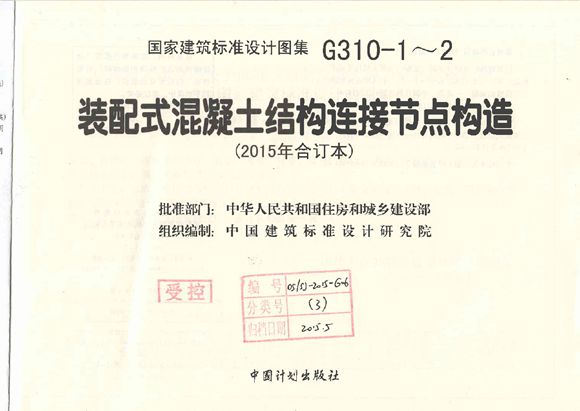 国家建筑标准设计图集 G310-1～2
装配式混凝土结构连接节点构造
(2015年合订本)
批准部门：中华人民共和国住房和城乡建设部
组织编制：中国建筑标准设计研究院
受控
编号
分类号 (3)
归档日期 2015.5
中国计划出版社